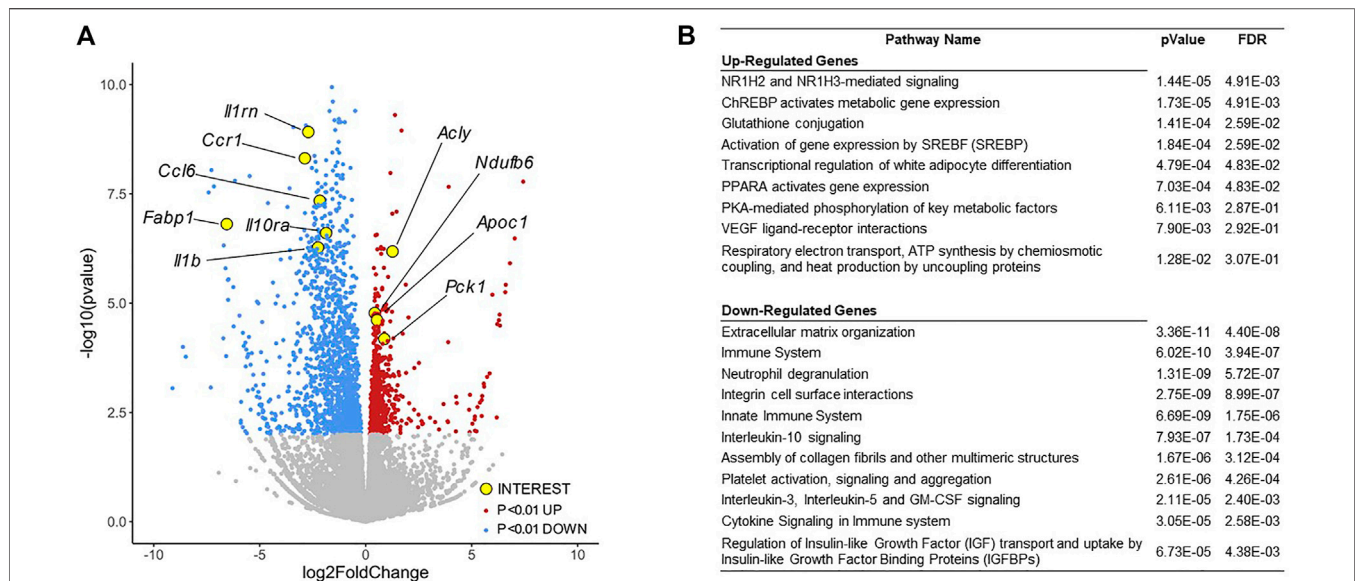 A
-log10(pvalue)
10.0
7.5
5.0
2.5
0.0
-10
-5
0
5
10
log2FoldChange
Il1rn
Ccr1
Ccl6
Fabp1
Il10ra
Il1b
Acly
Ndufb6
Apoc1
Pck1
INTEREST
P<0.01 UP
P<0.01 DOWN
B
Pathway Name pValue FDR
Up-Regulated Genes
NR1H2 and NR1H3-mediated signaling 1.44E-05 4.91E-03
ChREBP activates metabolic gene expression 1.73E-05 4.91E-03
Glutathione conjugation 1.41E-04 2.59E-02
Activation of gene expression by SREBF (SREBP) 1.84E-04 2.59E-02
Transcriptional regulation of white adipocyte differentiation 4.79E-04 4.83E-02
PPARA activates gene expression 7.03E-04 4.83E-02
PKA-mediated phosphorylation of key metabolic factors 6.11E-03 2.87E-01
VEGF ligand-receptor interactions 7.90E-03 2.92E-01
Respiratory electron transport, ATP synthesis by chemiosmotic
coupling, and heat production by uncoupling proteins 1.28E-02 3.07E-01
Down-Regulated Genes
Extracellular matrix organization 3.36E-11 4.40E-08
Immune System 6.02E-10 3.94E-07
Neutrophil degranulation 1.31E-09 5.72E-07
Integrin cell surface interactions 2.75E-09 8.99E-07
Innate Immune System 6.69E-09 1.75E-06
Interleukin-10 signaling 7.93E-07 1.73E-04
Assembly of collagen fibrils and other multimeric structures 1.67E-06 3.12E-04
Platelet activation, signaling and aggregation 2.61E-06 4.26E-04
Interleukin-3, Interleukin-5 and GM-CSF signaling 2.11E-05 2.40E-03
Cytokine Signaling in Immune system 3.05E-05 2.58E-03
Regulation of Insulin-like Growth Factor (IGF) transport and uptake by
Insulin-like Growth Factor Binding Proteins (IGFBPs) 6.73E-05 4.38E-03